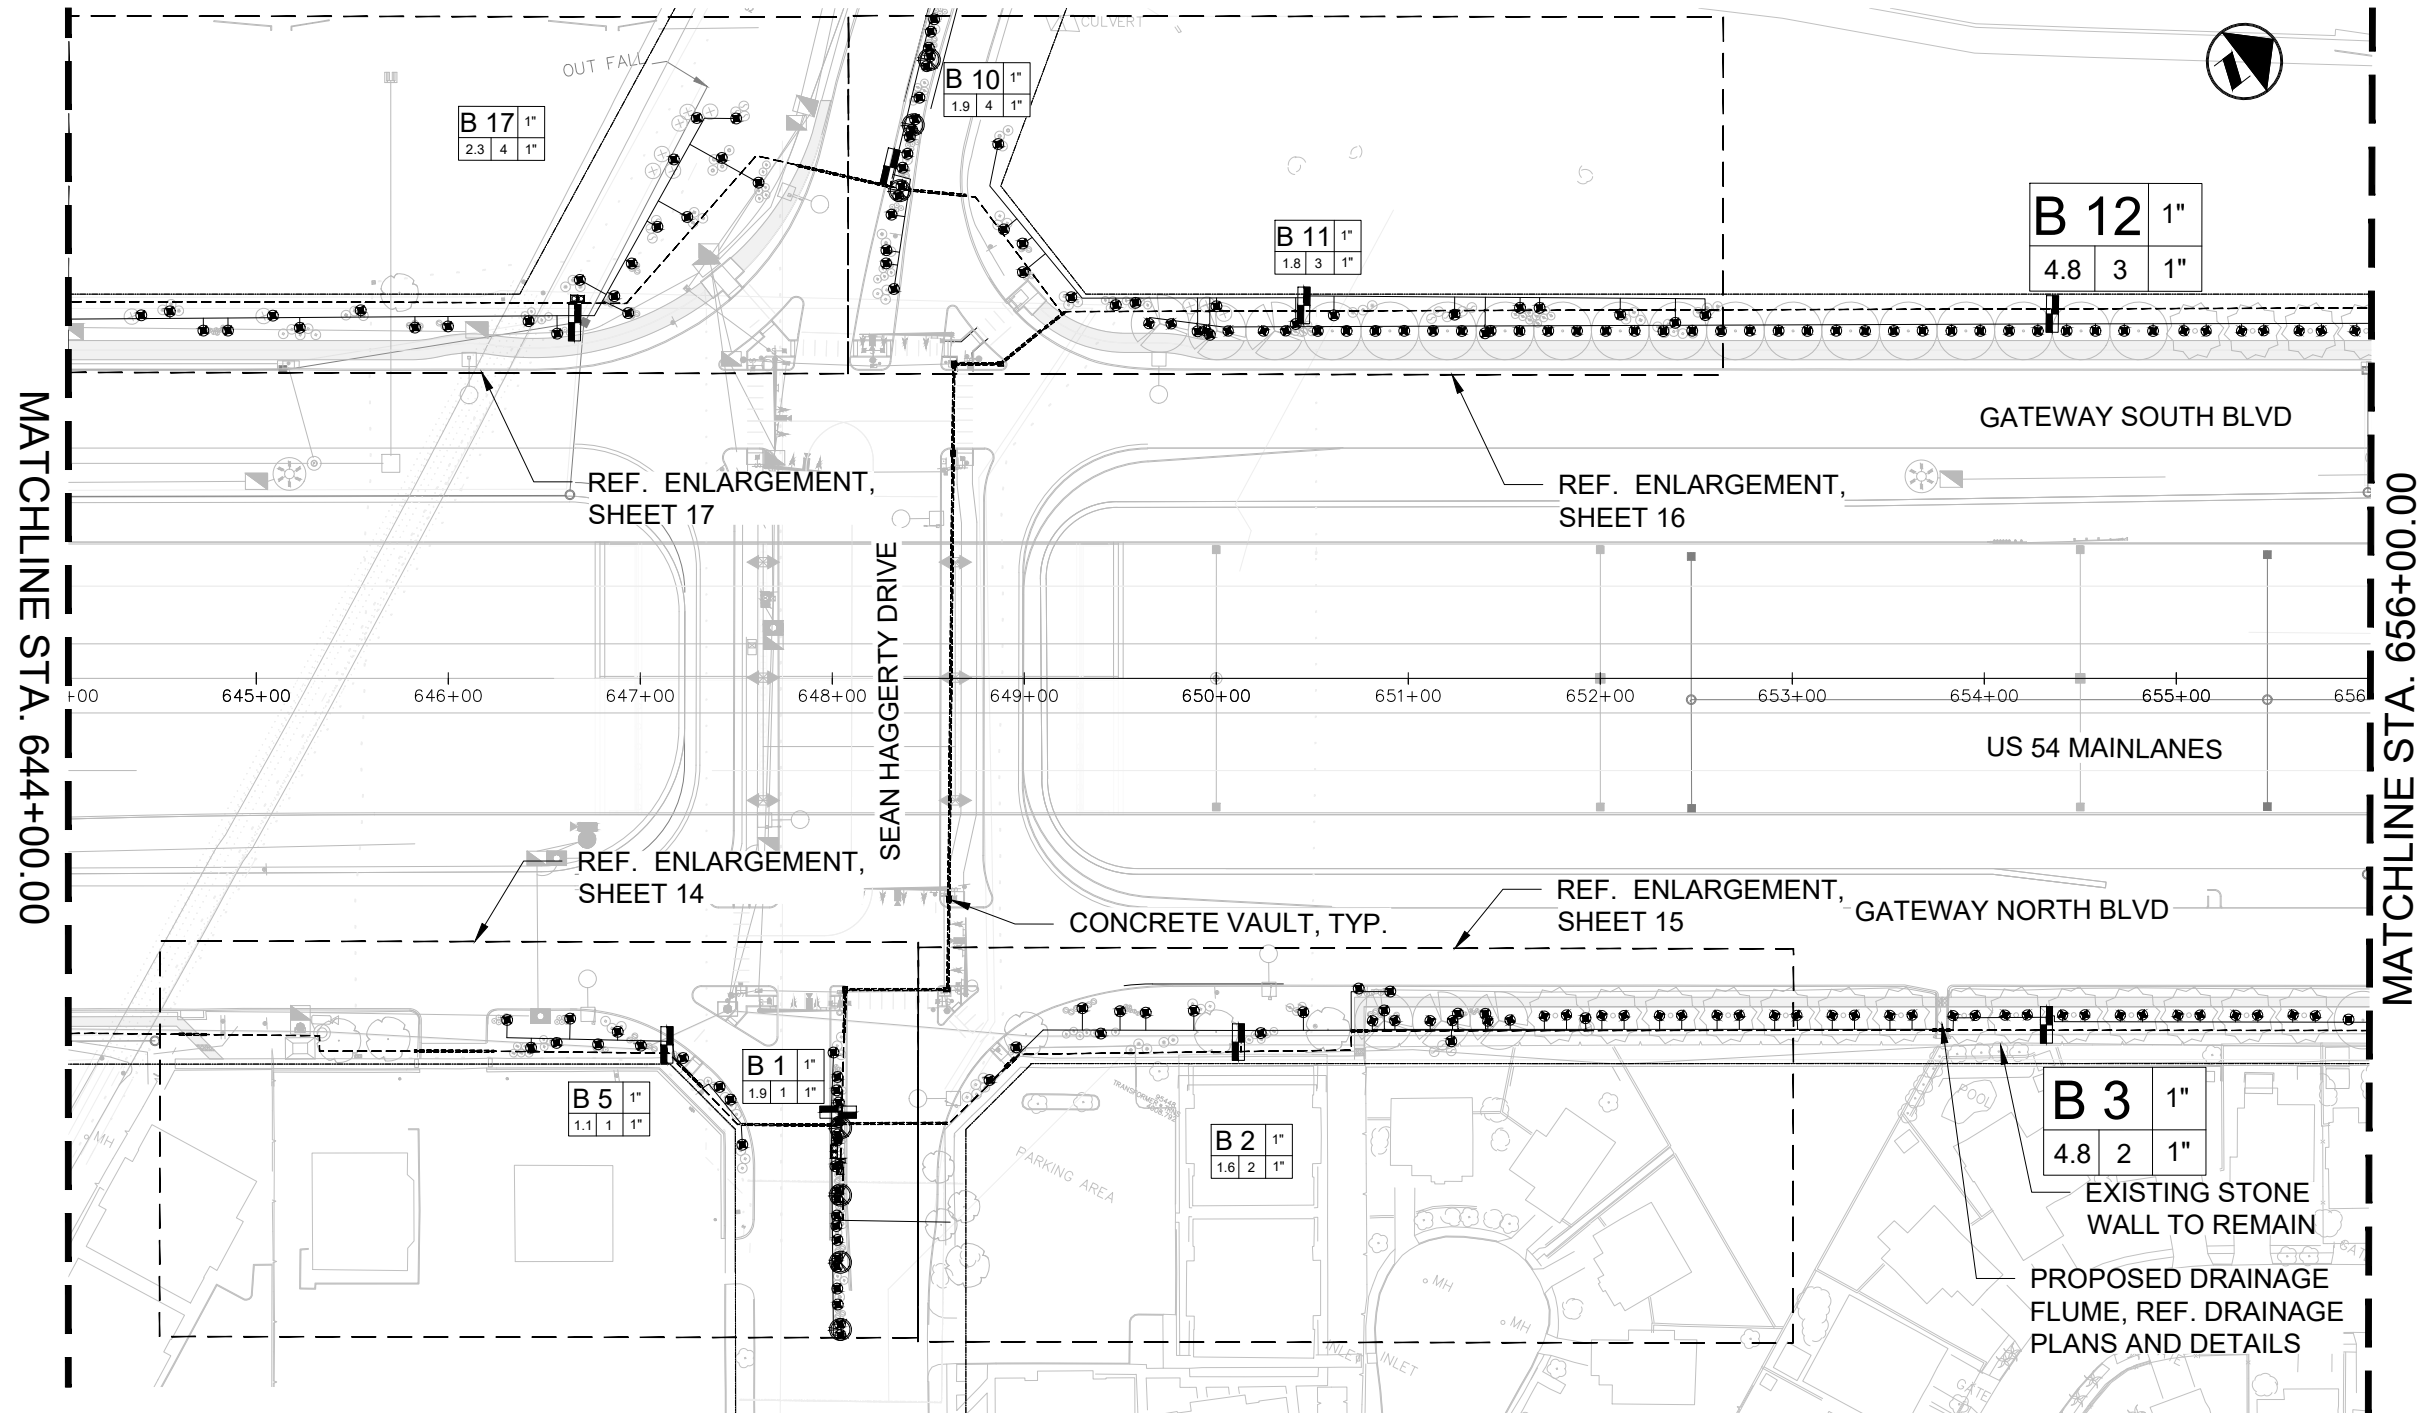 CULVERT
OUT FALL
B 10 1"
1.9 4 1"
B 17 1"
2.3 4 1"
B 11 1"
1.8 3 1"
B 12 1"
4.8 3 1"
GATEWAY SOUTH BLVD
REF. ENLARGEMENT,
SHEET 17
REF. ENLARGEMENT,
SHEET 16
MATCHLINE STA. 644+00.00
SEAN HAGGERTY DRIVE
MATCHLINE STA. 656+00.00
+00 645+00 646+00 647+00 648+00 649+00 650+00 651+00 652+00 653+00 654+00 655+00 656
US 54 MAINLANES
REF. ENLARGEMENT,
SHEET 14
CONCRETE VAULT, TYP.
REF. ENLARGEMENT,
SHEET 15
GATEWAY NORTH BLVD
B 1 1"
1.9 1 1"
B 5 1"
1.1 1 1"
B 2 1"
1.6 2 1"
B 3 1"
4.8 2 1"
MH
PARKING AREA
POOL
EXISTING STONE
WALL TO REMAIN
PROPOSED DRAINAGE
FLUME, REF. DRAINAGE
PLANS AND DETAILS
MH
MH
INLET
INLET
GATE